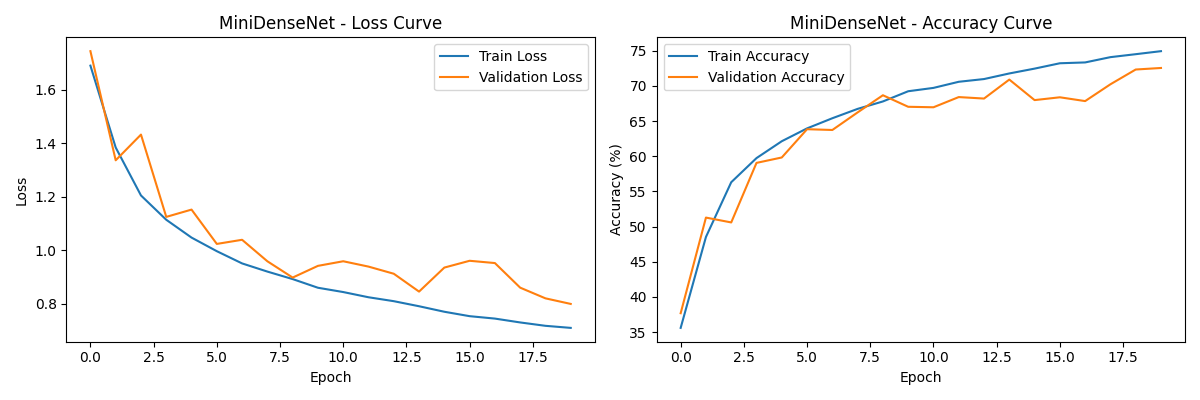 MiniDenseNet - Loss Curve
Train Loss
Validation Loss
Loss
1.6
1.4
1.2
1.0
0.8
0.0 2.5 5.0 7.5 10.0 12.5 15.0 17.5
Epoch
MiniDenseNet - Accuracy Curve
Train Accuracy
Validation Accuracy
Accuracy (%)
75
70
65
60
55
50
45
40
35
0.0 2.5 5.0 7.5 10.0 12.5 15.0 17.5
Epoch